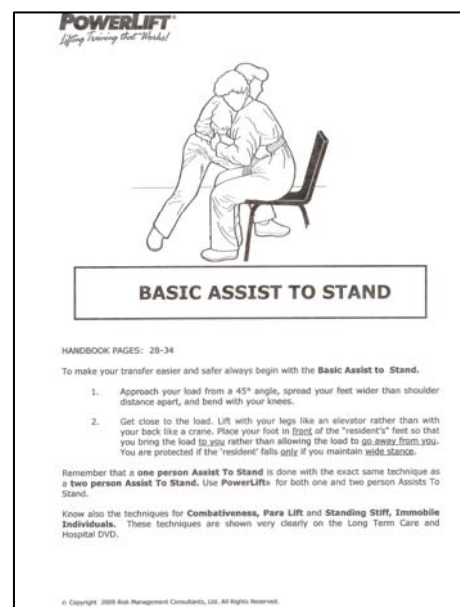 POWERLIFT®
Lifting Training that Works!
BASIC ASSIST TO STAND
HANDBOOK PAGES: 28-34
To make your transfer easier and safer always begin with the Basic Assist to Stand.
1. Approach your load from a 45° angle, spread your feet wider than shoulder
distance apart, and bend with your knees.
2. Get close to the load. Lift with your legs like an elevator rather than with
your back like a crane. Place your foot in front of the "resident's" feet so that
you bring the load to you rather than allowing the load to go away from you.
You are protected if the 'resident' falls only if you maintain wide stance.
Remember that a one person Assist To Stand is done with the exact same technique as
a two person Assist To Stand. Use PowerLift® for both one and two person Assists To
Stand.
Know also the techniques for Combativeness, Para Lift and Standing Stiff, Immobile
Individuals. These techniques are shown very clearly on the Long Term Care and
Hospital DVD.
© Copyright 2009 Risk Management Consultants, Ltd. All Rights Reserved.